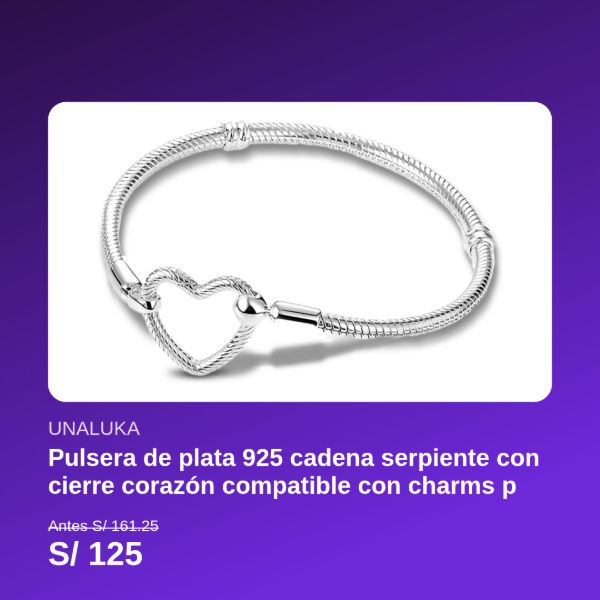 UNALUKA
Pulsera de plata 925 cadena serpiente con
cierre corazón compatible con charms p
Antes S/ 161.25
S/ 125